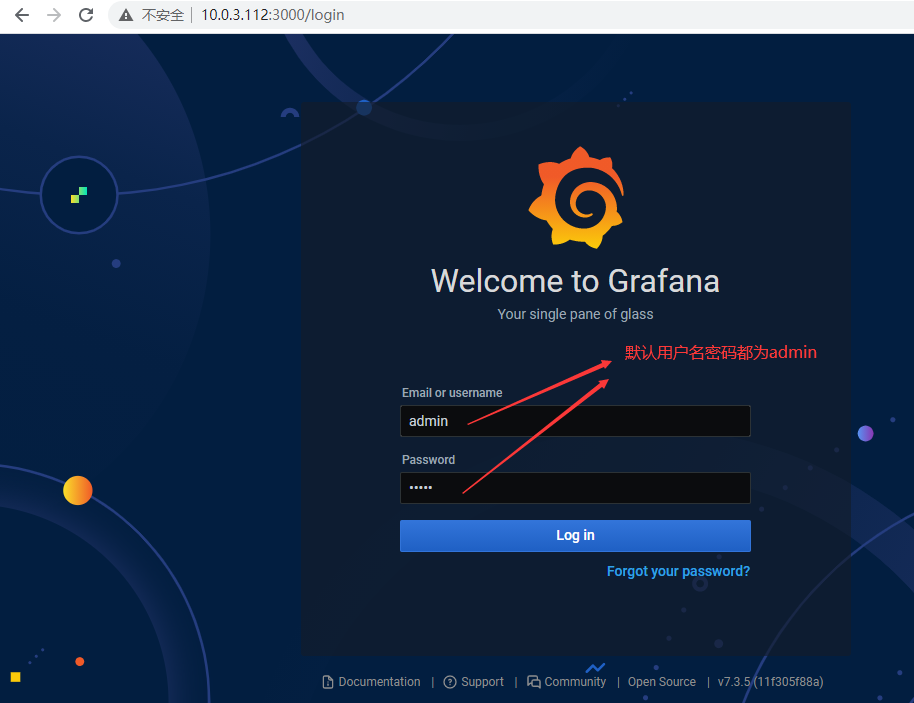 不安全 10.0.3.112:3000/login
Welcome to Grafana
Your single pane of glass
默认用户名密码都为admin
Email or username
admin
Password
•••••
Log in
Forgot your password?
Documentation | Support | Community | Open Source | v7.3.5 (11f305f88a)